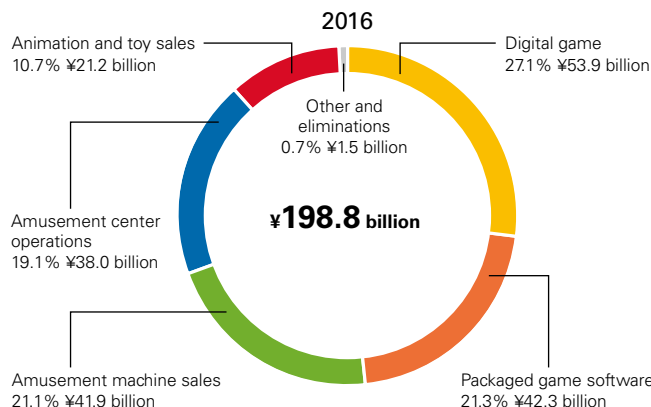 2016
Animation and toy sales
10.7% ¥21.2 billion
Digital game
27.1% ¥53.9 billion
Other and
eliminations
0.7% ¥1.5 billion
¥198.8 billion
Amusement center
operations
19.1% ¥38.0 billion
Amusement machine sales
21.1% ¥41.9 billion
Packaged game software
21.3% ¥42.3 billion